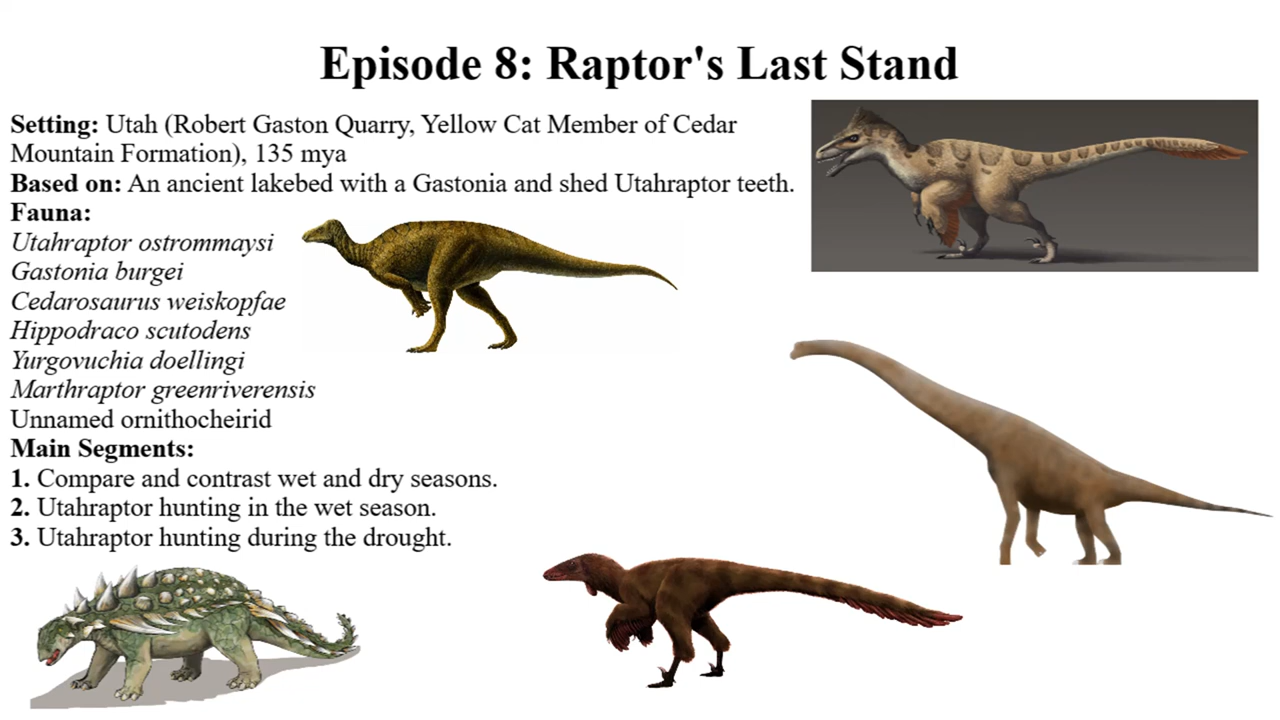 Episode 8: Raptor's Last Stand
Setting: Utah (Robert Gaston Quarry, Yellow Cat Member of Cedar
Mountain Formation), 135 mya
Based on: An ancient lakebed with a Gastonia and shed Utahraptor teeth.
Fauna:
Utahraptor ostrommaysi
Gastonia burgei
Cedarosaurus weiskopfae
Hippodraco scutodens
Yurgovuchia doellingi
Marthraptor greenriverensis
Unnamed ornithocheirid
Main Segments:
1. Compare and contrast wet and dry seasons.
2. Utahraptor hunting in the wet season.
3. Utahraptor hunting during the drought.